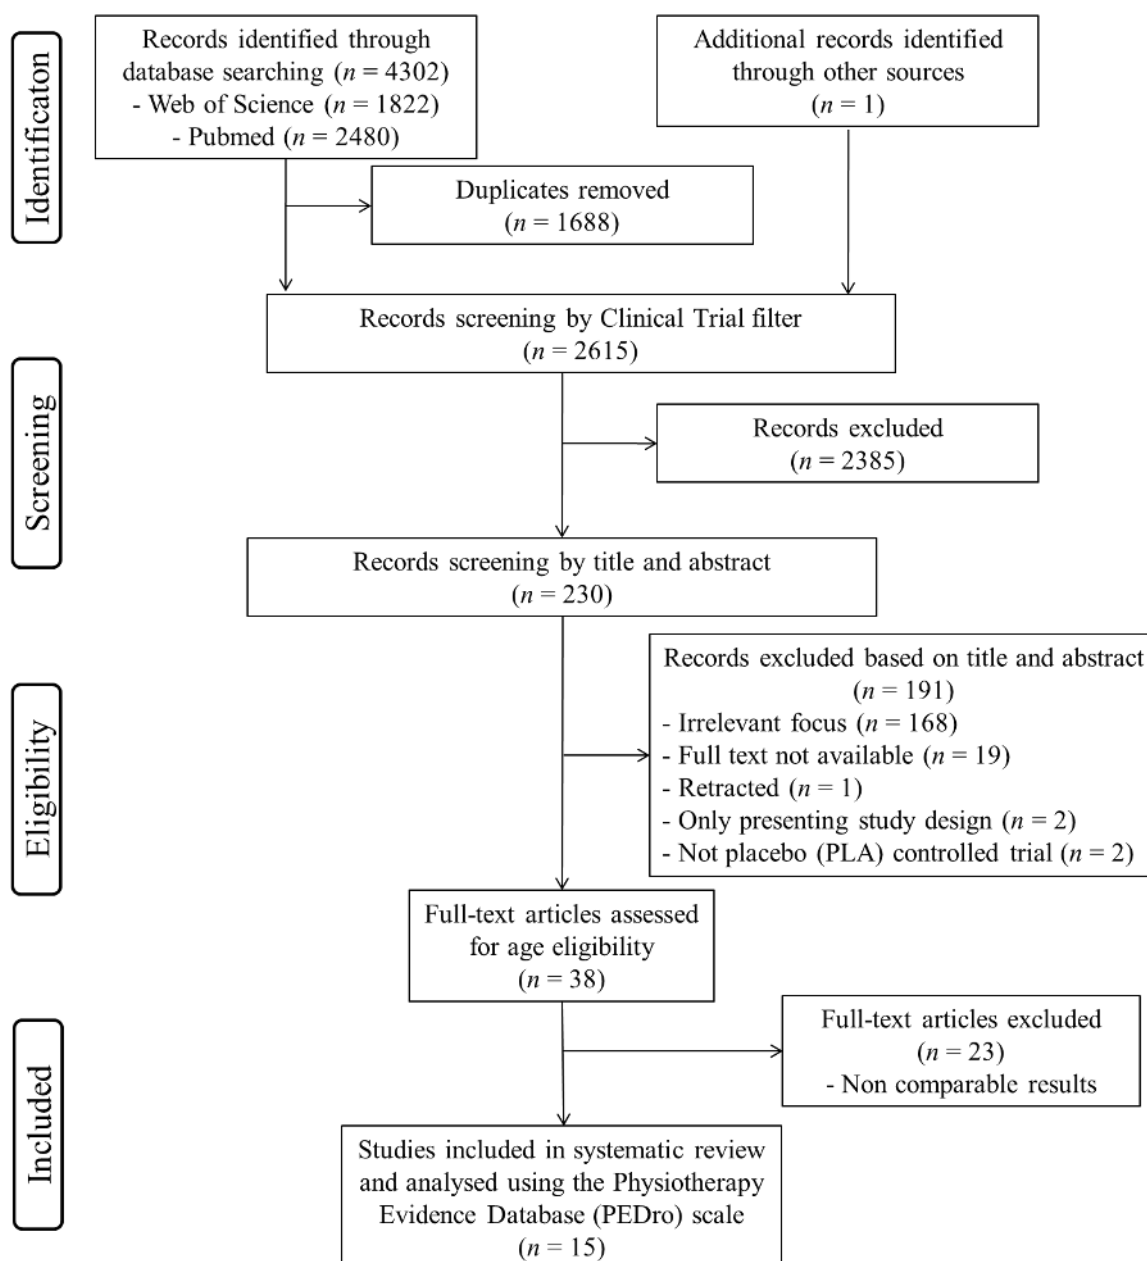 Identificaton
Records identified through
database searching (n = 4302)
- Web of Science (n = 1822)
- Pubmed (n = 2480)
Additional records identified
through other sources
(n = 1)
Duplicates removed
(n = 1688)
Records screening by Clinical Trial filter
(n = 2615)
Screening
Records excluded
(n = 2385)
Records screening by title and abstract
(n = 230)
Eligibility
Records excluded based on title and abstract
(n = 191)
- Irrelevant focus (n = 168)
- Full text not available (n = 19)
- Retracted (n = 1)
- Only presenting study design (n = 2)
- Not placebo (PLA) controlled trial (n = 2)
Full-text articles assessed
for age eligibility
(n = 38)
Included
Full-text articles excluded
(n = 23)
- Non comparable results
Studies included in systematic review
and analysed using the Physiotherapy
Evidence Database (PEDro) scale
(n = 15)